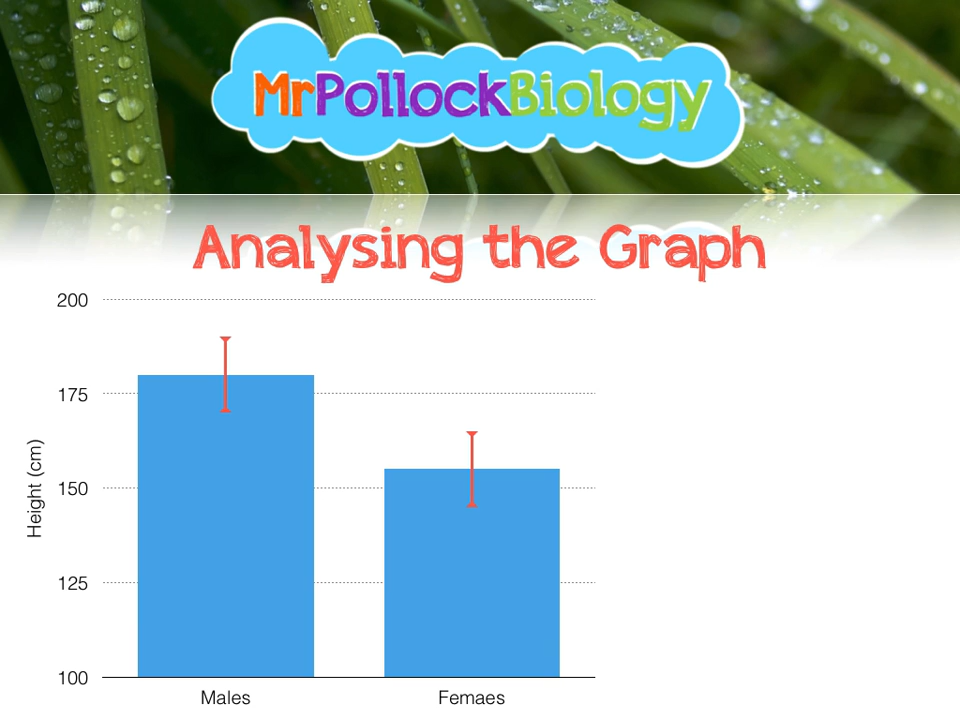 MrPollockBiology
Analysing the Graph
200
175
150
125
100
Height (cm)
Males
Femaes